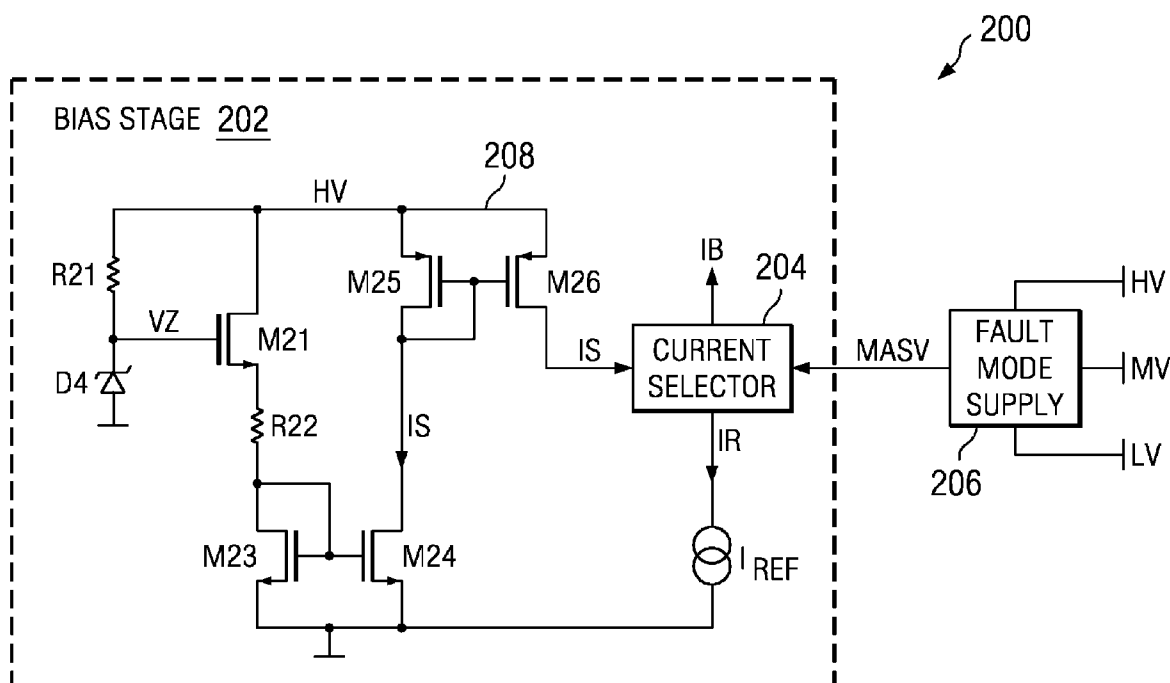 200
BIAS STAGE 202
208
HV
R21
M25
M26
IB
204
VZ
M21
D4
IS
CURRENT
SELECTOR
MASV
FAULT
MODE
SUPPLY
HV
MV
LV
206
R22
IS
IR
M23
M24
I REF